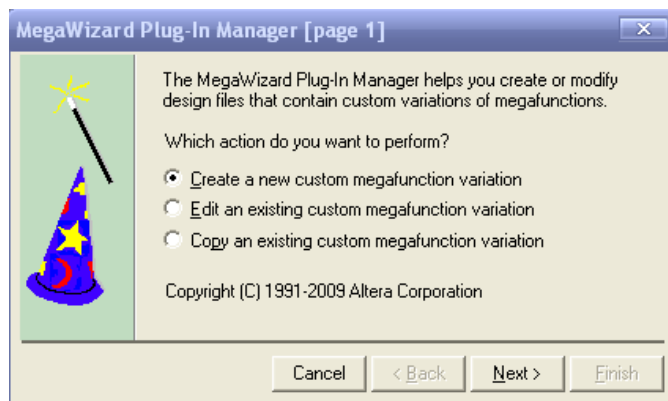 MegaWizard Plug-In Manager [page 1]
The MegaWizard Plug-In Manager helps you create or modify
design files that contain custom variations of megafunctions.
Which action do you want to perform?
Create a new custom megafunction variation
Edit an existing custom megafunction variation
Copy an existing custom megafunction variation
Copyright (C) 1991-2009 Altera Corporation
Cancel < Back Next > Finish